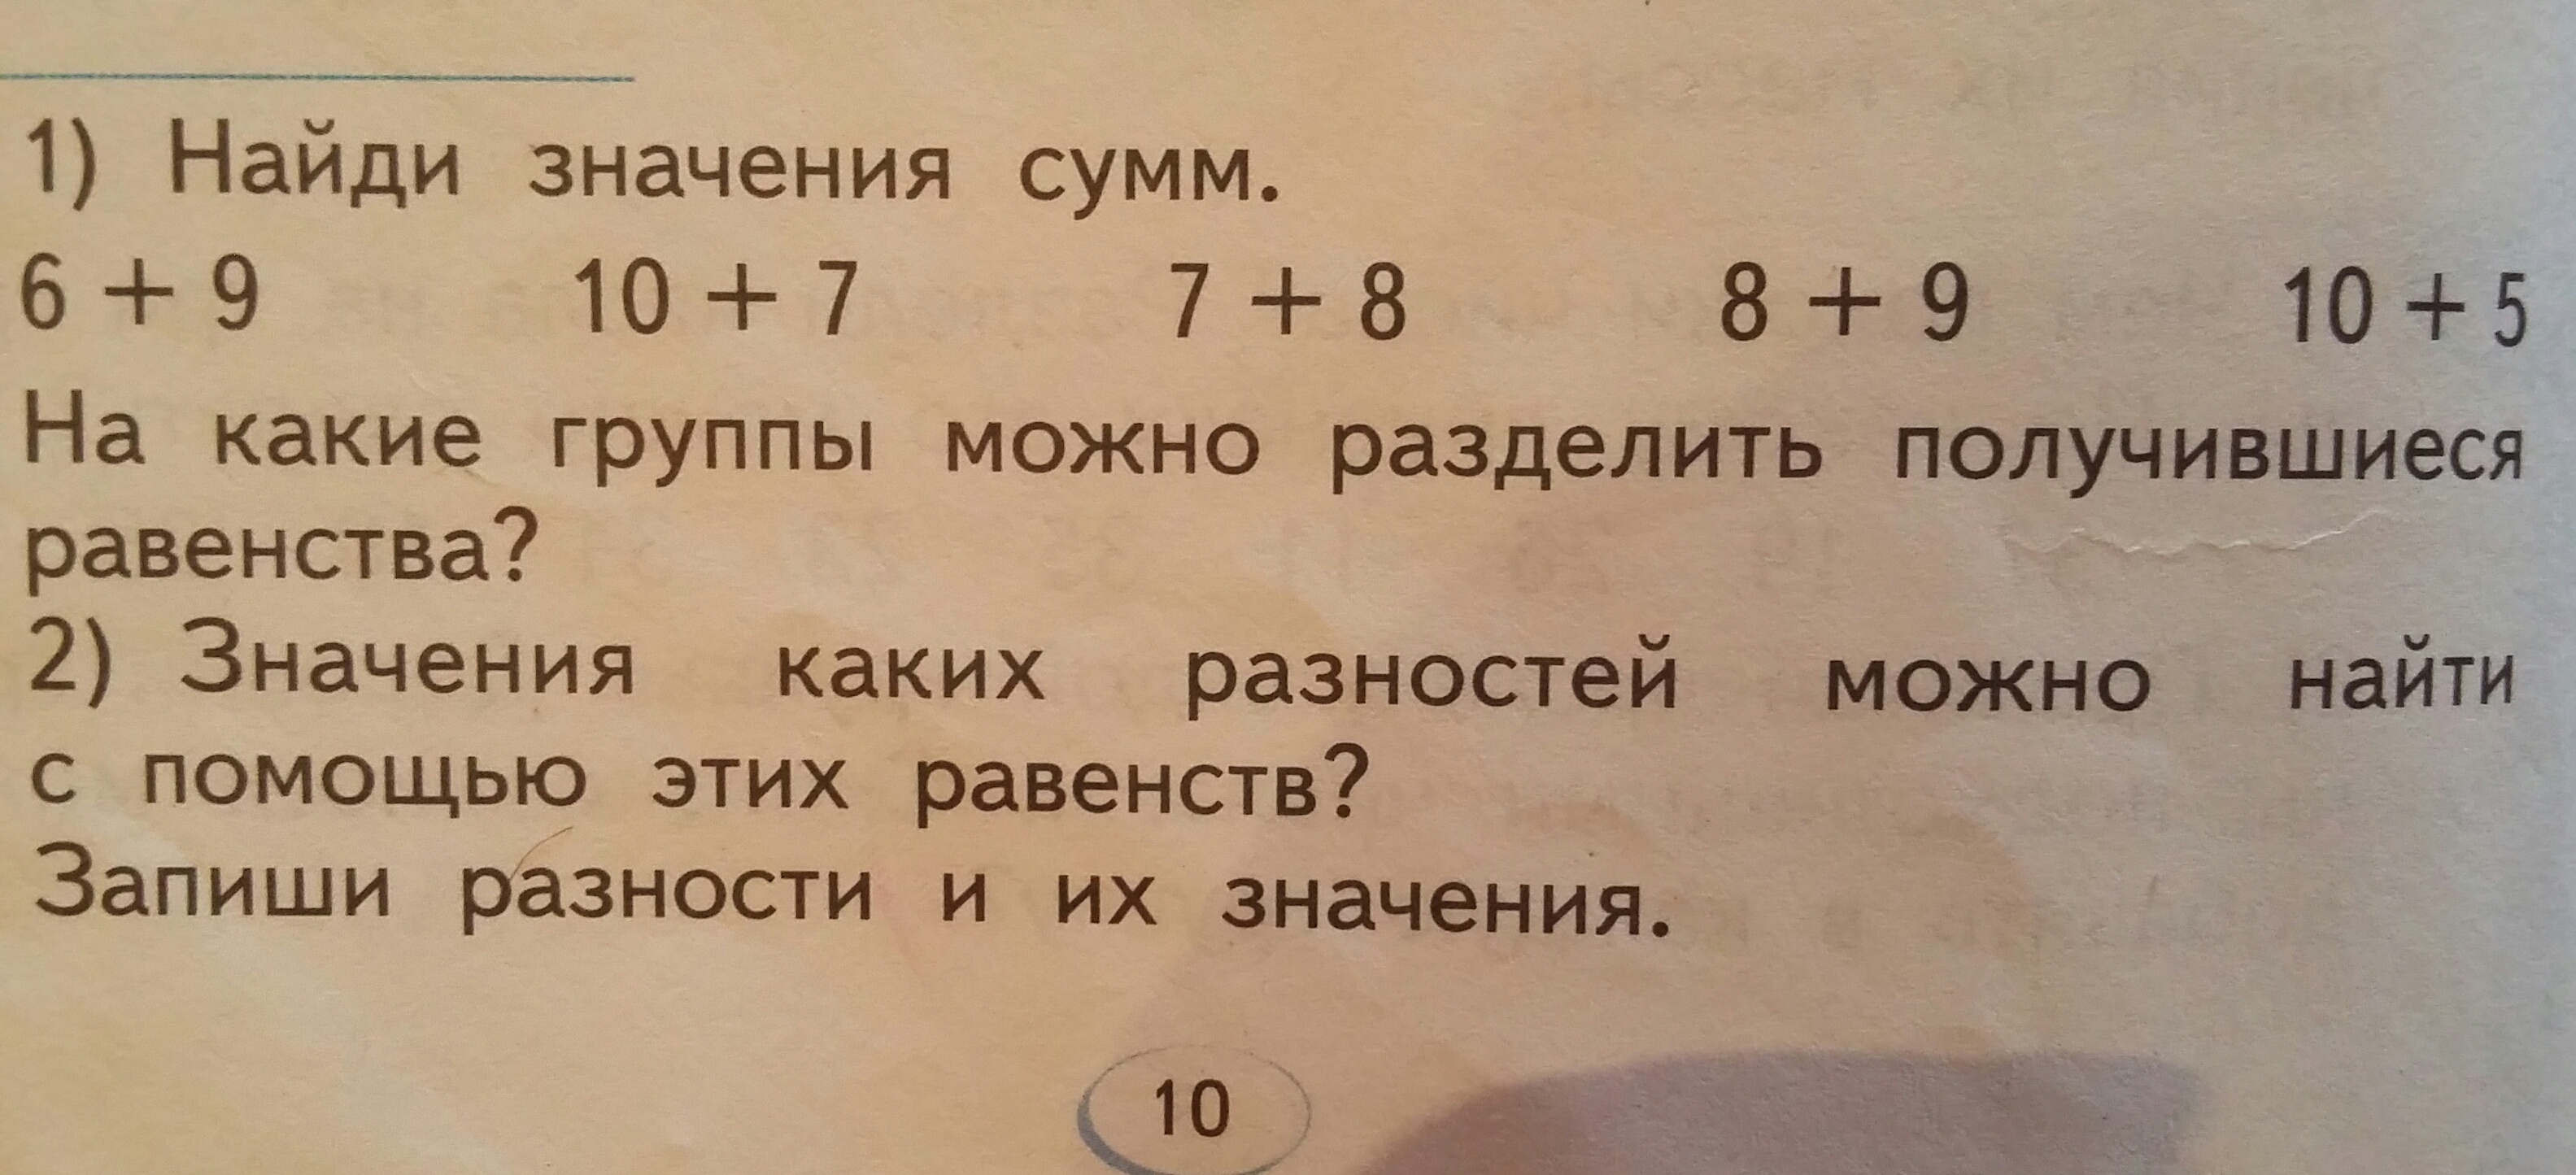 1) Найди значения сумм.
6 + 9 10 + 7 7 + 8 8 + 9 10 + 5
На какие группы можно разделить получившиеся
равенства?
2) Значения каких разностей можно найти
с помощью этих равенств?
Запиши разности и их значения.
10